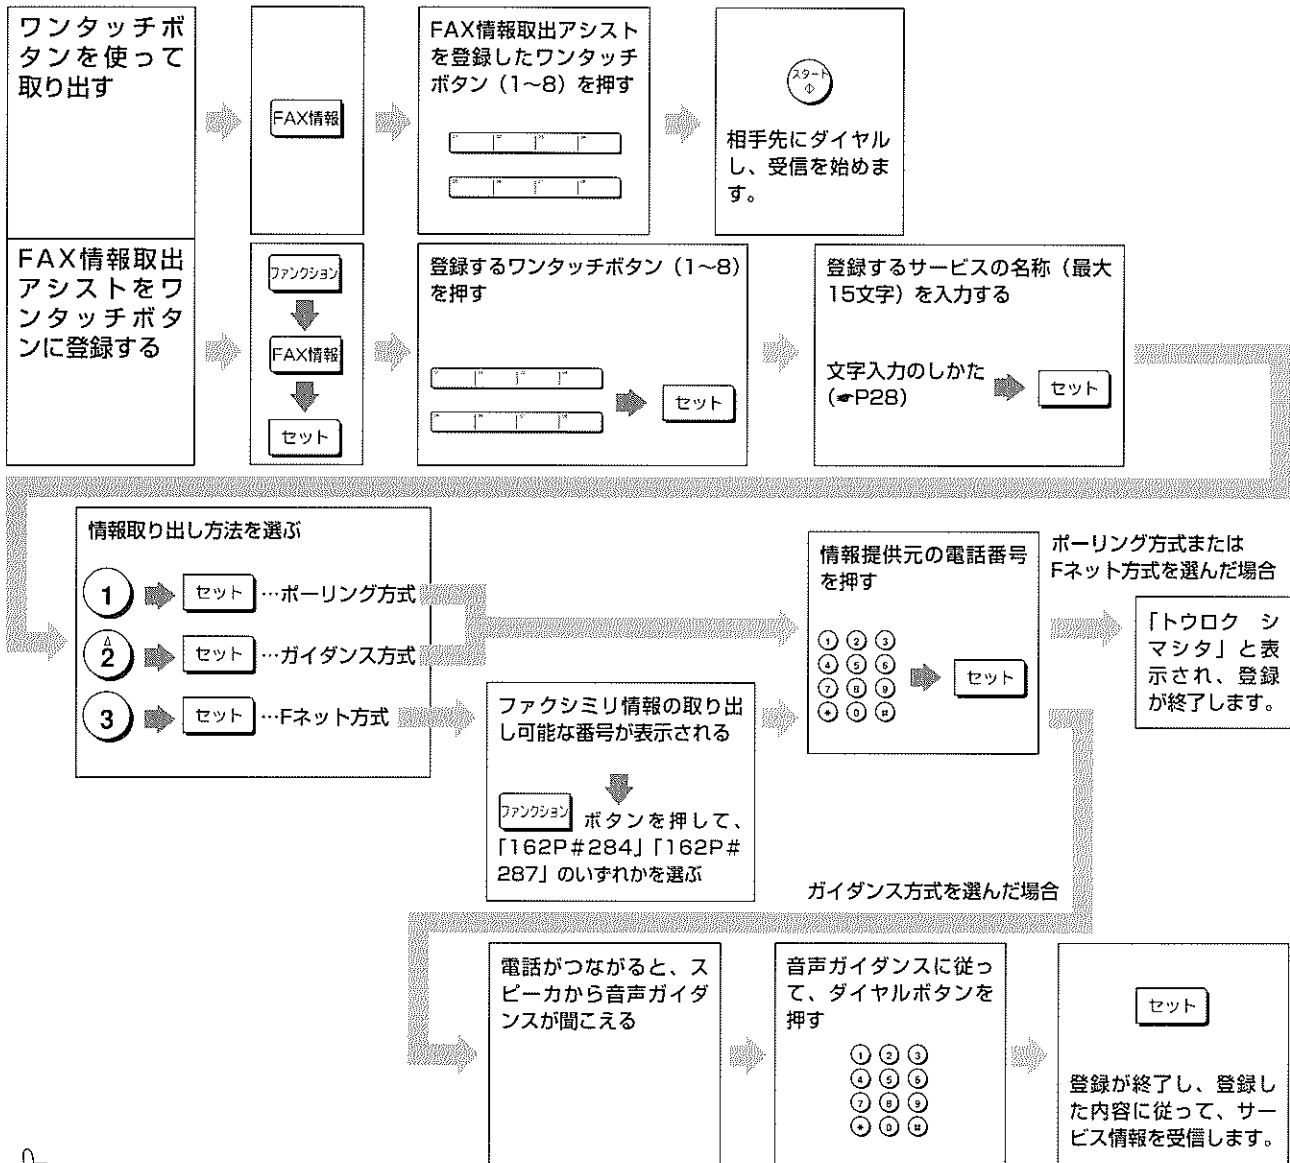 ワンタッチボ
タンを使って
取り出す
FAX情報
FAX情報取出アシスト
を登録したワンタッチ
ボタン（1～8）を押す
スタート
相手先にダイヤル
し、受信を始めま
す。
FAX情報取出
アシストをワ
ンタッチボタ
ンに登録する
ファンクション
FAX情報
セット
登録するワンタッチボタン（1～8）
を押す
セット
登録するサービスの名称（最大
15文字）を入力する
文字入力のしかた
（☛P28）
セット
情報取り出し方法を選ぶ
1 セット …ポーリング方式
2 セット …ガイダンス方式
3 セット …Fネット方式
ファクシミリ情報の取り出
し可能な番号が表示される
ファンクション ボタンを押して、
「162P＃284」「162P＃
287」のいずれかを選ぶ
情報提供元の電話番号
を押す
1 2 3
4 5 6
7 8 9
＊ 0 ＃
セット
ポーリング方式または
Fネット方式を選んだ場合
「トウロク シ
マシタ」と表
示され、登録
が終了します。
ガイダンス方式を選んだ場合
電話がつながると、ス
ピーカから音声ガイダ
ンスが聞こえる
音声ガイダンスに従っ
て、ダイヤルボタンを
押す
1 2 3
4 5 6
7 8 9
＊ 0 ＃
セット
登録が終了し、登録し
た内容に従って、サー
ビス情報を受信します。